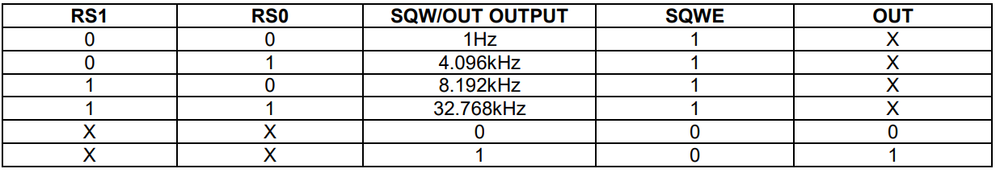 RS1 RS0 SQW/OUT OUTPUT SQWE OUT
0 0 1Hz 1 X
0 1 4.096kHz 1 X
1 0 8.192kHz 1 X
1 1 32.768kHz 1 X
X X 0 0 0
X X 1 0 1